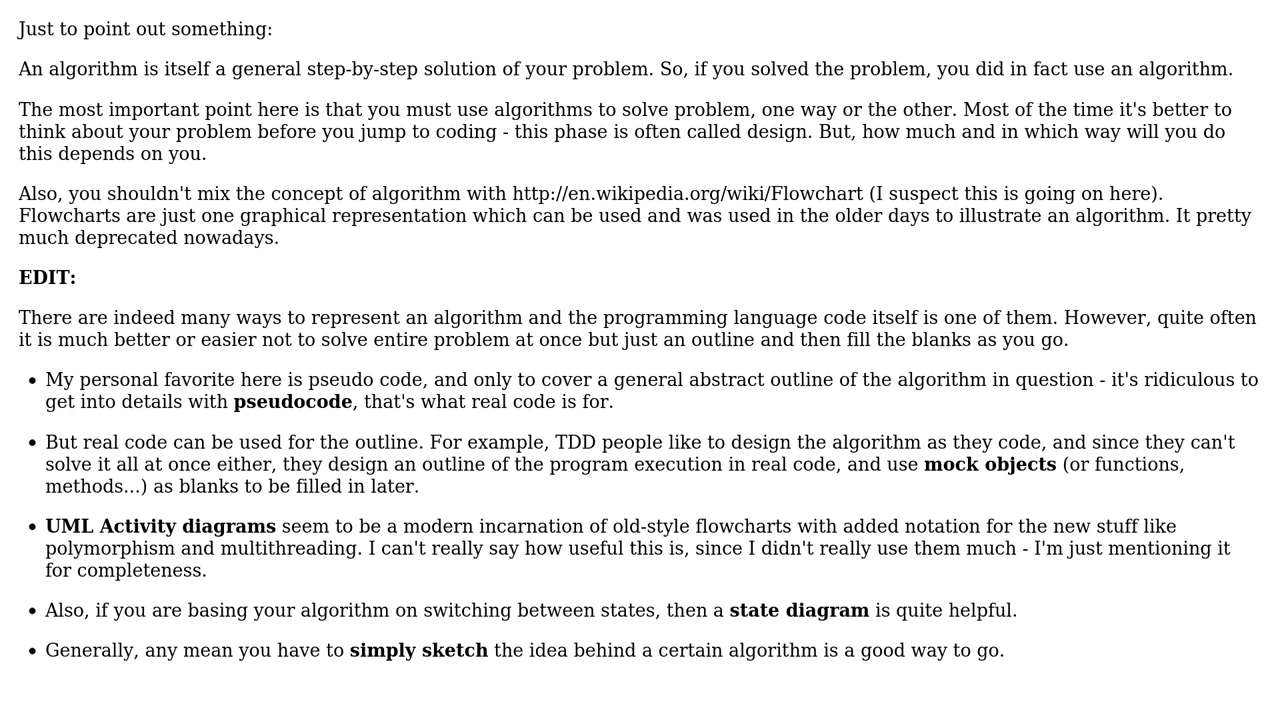 Just to point out something:
An algorithm is itself a general step-by-step solution of your problem. So, if you solved the problem, you did in fact use an algorithm.
The most important point here is that you must use algorithms to solve problem, one way or the other. Most of the time it's better to
think about your problem before you jump to coding - this phase is often called design. But, how much and in which way will you do
this depends on you.
Also, you shouldn't mix the concept of algorithm with http://en.wikipedia.org/wiki/Flowchart (I suspect this is going on here).
Flowcharts are just one graphical representation which can be used and was used in the older days to illustrate an algorithm. It pretty
much deprecated nowadays.
EDIT:
There are indeed many ways to represent an algorithm and the programming language code itself is one of them. However, quite often
it is much better or easier not to solve entire problem at once but just an outline and then fill the blanks as you go.
• My personal favorite here is pseudo code, and only to cover a general abstract outline of the algorithm in question - it's ridiculous to
get into details with pseudocode, that's what real code is for.
• But real code can be used for the outline. For example, TDD people like to design the algorithm as they code, and since they can't
solve it all at once either, they design an outline of the program execution in real code, and use mock objects (or functions,
methods...) as blanks to be filled in later.
• UML Activity diagrams seem to be a modern incarnation of old-style flowcharts with added notation for the new stuff like
polymorphism and multithreading. I can't really say how useful this is, since I didn't really use them much - I'm just mentioning it
for completeness.
• Also, if you are basing your algorithm on switching between states, then a state diagram is quite helpful.
• Generally, any mean you have to simply sketch the idea behind a certain algorithm is a good way to go.